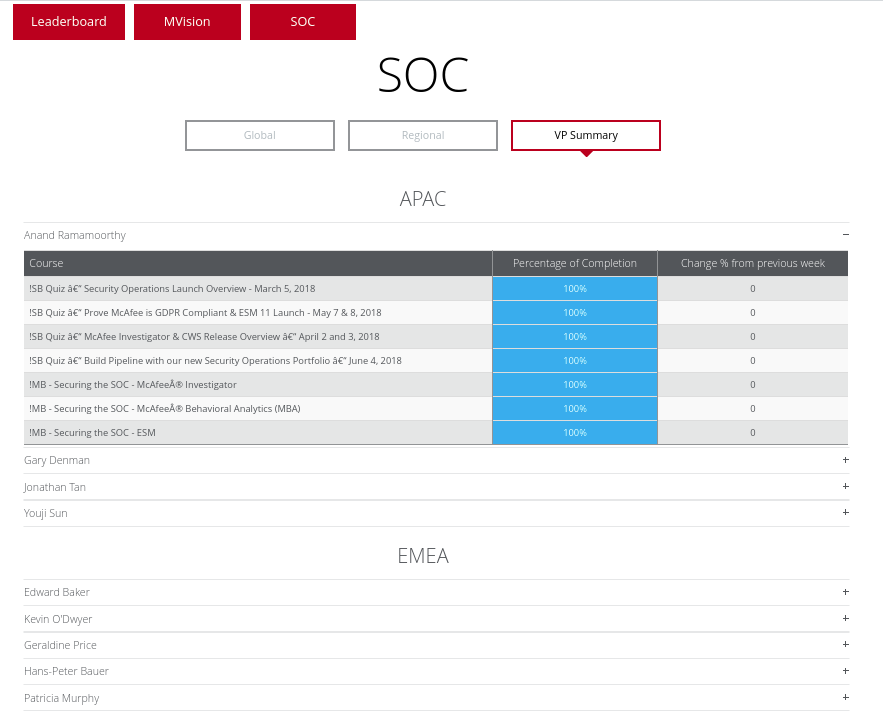 Leaderboard MVision SOC
SOC
Global Regional VP Summary
APAC
Anand Ramamoorthy −
Course Percentage of Completion Change % from previous week
!SB Quiz â€“ Security Operations Launch Overview - March 5, 2018 100% 0
!SB Quiz â€“ Prove McAfee is GDPR Compliant & ESM 11 Launch - May 7 & 8, 2018 100% 0
!SB Quiz â€“ McAfee Investigator & CWS Release Overview â€“ April 2 and 3, 2018 100% 0
!SB Quiz â€“ Build Pipeline with our new Security Operations Portfolio â€“ June 4, 2018 100% 0
!MB - Securing the SOC - McAfeeÂ® Investigator 100% 0
!MB - Securing the SOC - McAfeeÂ® Behavioral Analytics (MBA) 100% 0
!MB - Securing the SOC - ESM 100% 0
Gary Denman +
Jonathan Tan +
Youji Sun +
EMEA
Edward Baker +
Kevin O'Dwyer +
Geraldine Price +
Hans-Peter Bauer +
Patricia Murphy +